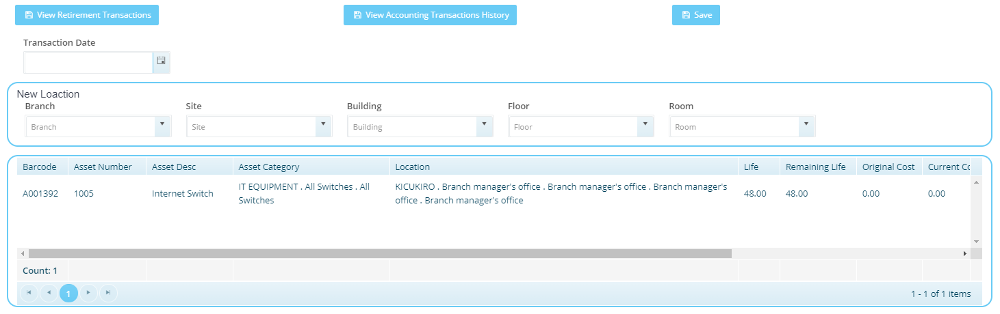 View Retirement Transactions View Accounting Transactions History Save
Transaction Date
New Loaction
Branch Site Building Floor Room
Branch Site Building Floor Room
Barcode Asset Number Asset Desc Asset Category Location Life Remaining Life Original Cost Current Co
A001392 1005 Internet Switch IT EQUIPMENT . All Switches . All KICUKIRO . Branch manager's office . Branch manager's office . Branch manager's 48.00 48.00 0.00 0.00
Switches office . Branch manager's office
Count: 1
1 1 - 1 of 1 items